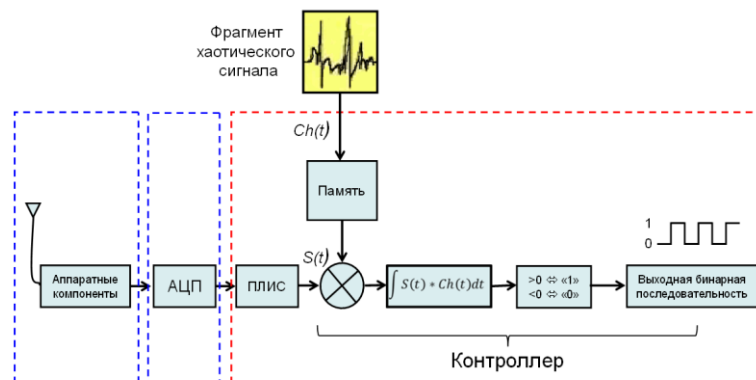 Фрагмент
хаотического
сигнала
Ch(t)
Память
S(t)
1
0
Аппаратные
компоненты
АЦП
ПЛИС
∫ S(t) * Ch(t)dt
>0 ⇔ «1»
<0 ⇔ «0»
Выходная бинарная
последовательность
Контроллер